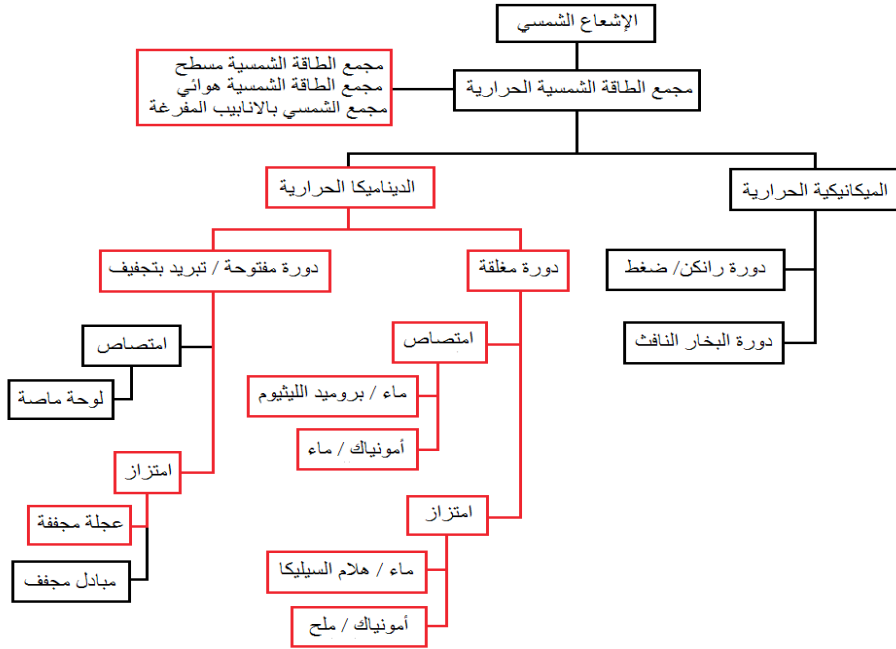 الإشعاع الشمسي
مجمع الطاقة الشمسية مسطح
مجمع الطاقة الشمسية هوائي
مجمع الشمسي بالانابيب المفرغة
مجمع الطاقة الشمسية الحرارية
الميكانيكية الحرارية
الديناميكا الحرارية
دورة رانكن/ ضغط
دورة مغلقة
دورة مفتوحة / تبريد بتجفيف
دورة البخار النافث
امتصاص
امتصاص
ماء / بروميد الليثيوم
لوحة ماصة
أمونياك / ماء
امتزاز
امتزاز
عجلة مجففة
ماء / هلام السيليكا
مبادل مجفف
أمونياك / ملح